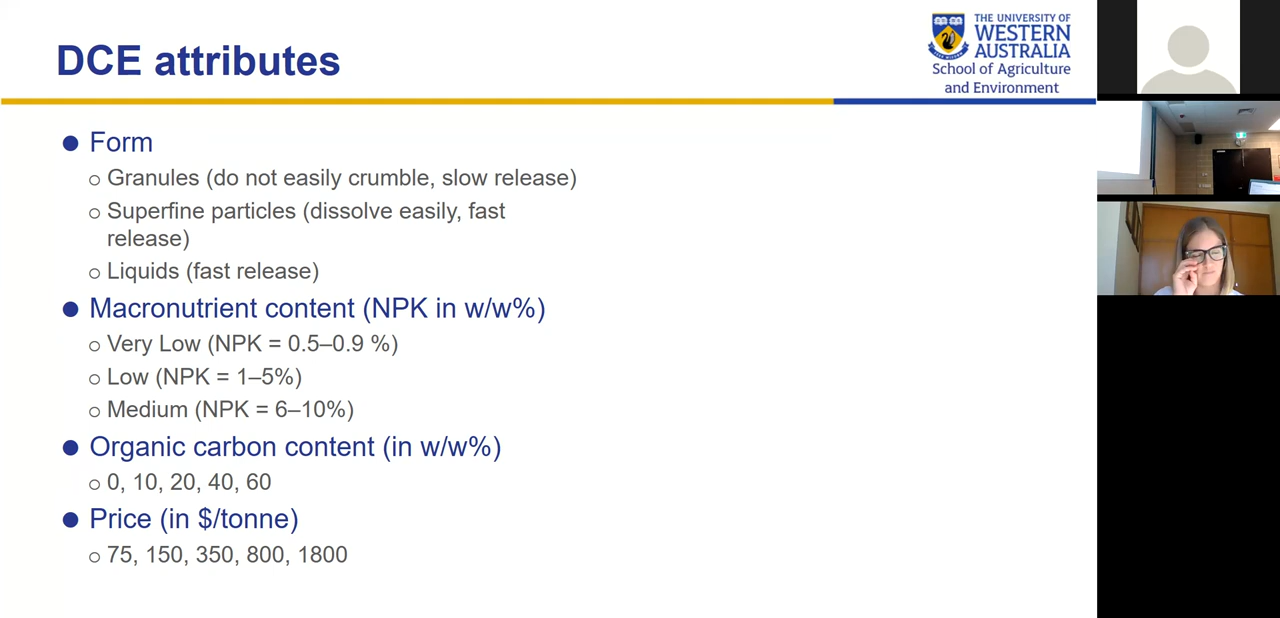 DCE attributes
THE UNIVERSITY OF
WESTERN
AUSTRALIA
School of Agriculture
and Environment
● Form
○ Granules (do not easily crumble, slow release)
○ Superfine particles (dissolve easily, fast
release)
○ Liquids (fast release)
● Macronutrient content (NPK in w/w%)
○ Very Low (NPK = 0.5–0.9 %)
○ Low (NPK = 1–5%)
○ Medium (NPK = 6–10%)
● Organic carbon content (in w/w%)
○ 0, 10, 20, 40, 60
● Price (in $/tonne)
○ 75, 150, 350, 800, 1800